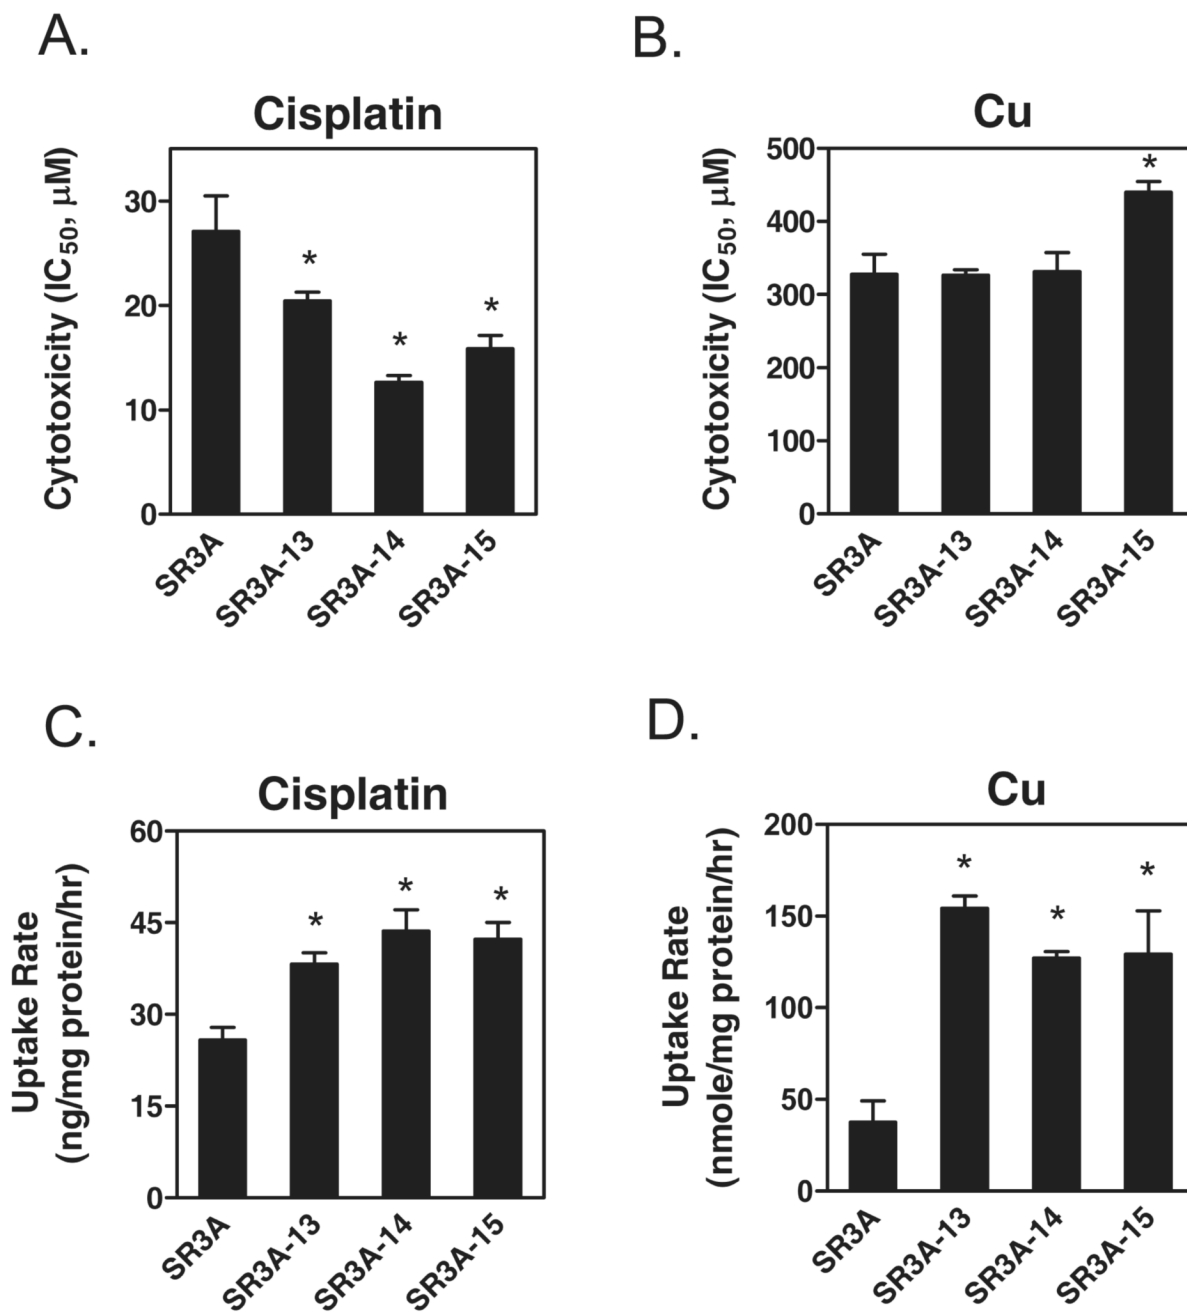 A.
Cisplatin
Cytotoxicity (IC50, μM)
30
20
10
0
*
*
*
SR3A
SR3A-13
SR3A-14
SR3A-15
B.
Cu
Cytotoxicity (IC50, μM)
500
400
300
200
100
0
*
SR3A
SR3A-13
SR3A-14
SR3A-15
C.
Cisplatin
Uptake Rate
(ng/mg protein/hr)
60
45
30
15
0
*
*
*
SR3A
SR3A-13
SR3A-14
SR3A-15
D.
Cu
Uptake Rate
(nmole/mg protein/hr)
200
150
100
50
0
*
*
*
SR3A
SR3A-13
SR3A-14
SR3A-15